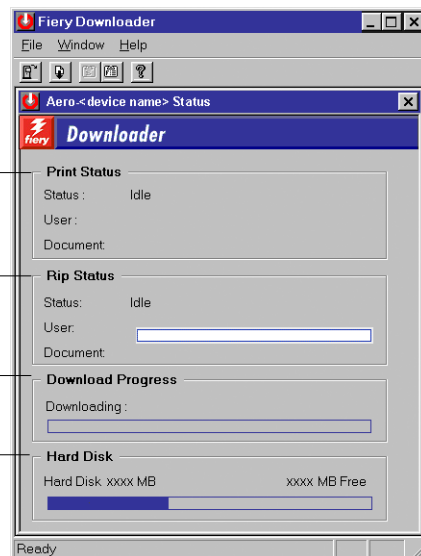 Fiery Downloader
File Window Help
Aero-<device name> Status
fiery Downloader
Print Status
Status : Idle
User :
Document:
Rip Status
Status: Idle
User:
Document:
Download Progress
Downloading :
Hard Disk
Hard Disk xxxx MB xxxx MB Free
Ready